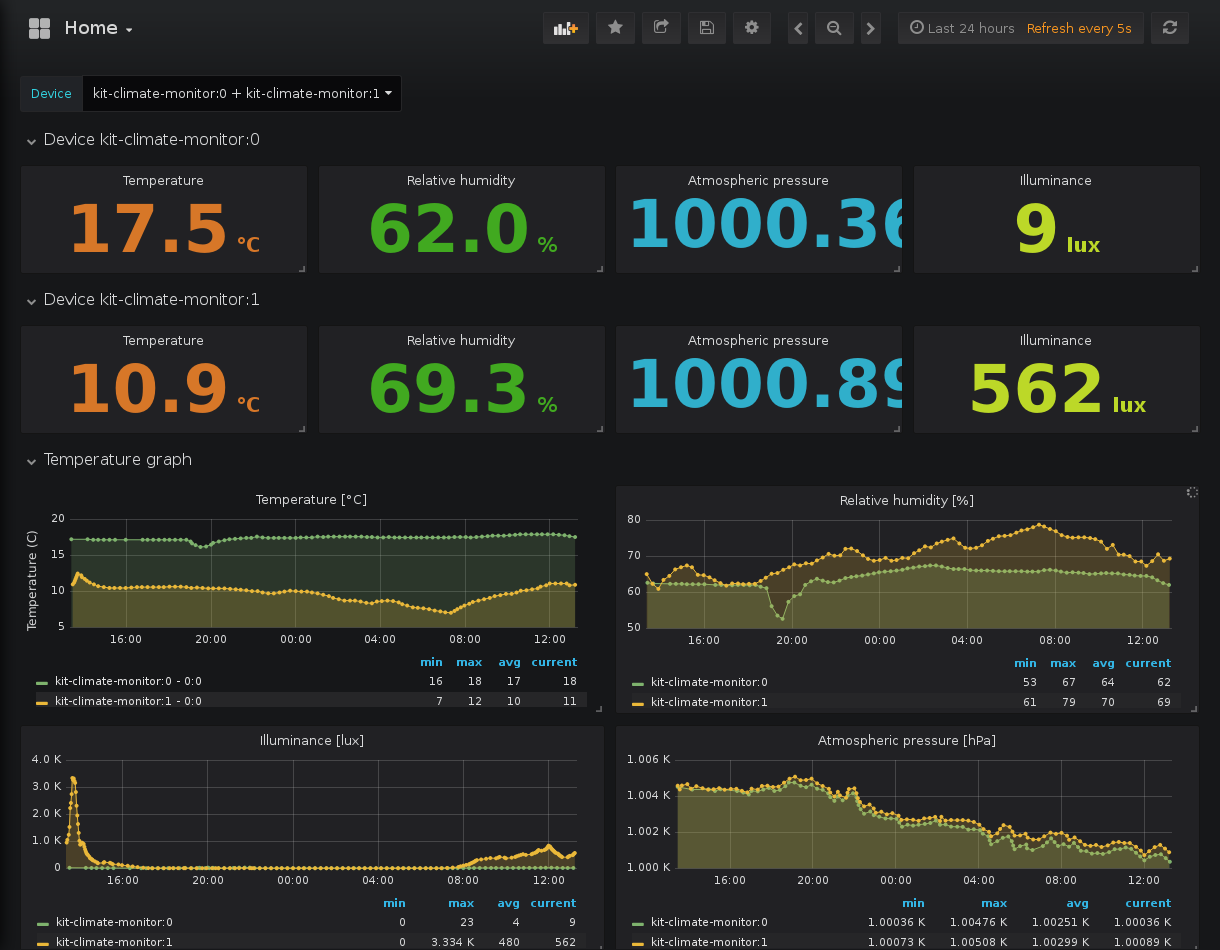 Home
Last 24 hours Refresh every 5s
Device kit-climate-monitor:0 + kit-climate-monitor:1
Device kit-climate-monitor:0
Temperature Relative humidity Atmospheric pressure Illuminance
17.5 °C 62.0 % 1000.36 9 lux
Device kit-climate-monitor:1
Temperature Relative humidity Atmospheric pressure Illuminance
10.9 °C 69.3 % 1000.89 562 lux
Temperature graph
Temperature [°C]
Temperature (C)
20
15
10
5
16:00 20:00 00:00 04:00 08:00 12:00
min max avg current
kit-climate-monitor:0 - 0:0 16 18 17 18
kit-climate-monitor:1 - 0:0 7 12 10 11
Relative humidity [%]
80
70
60
50
16:00 20:00 00:00 04:00 08:00 12:00
min max avg current
kit-climate-monitor:0 53 67 64 62
kit-climate-monitor:1 61 79 70 69
Illuminance [lux]
4.0 K
3.0 K
2.0 K
1.0 K
0
16:00 20:00 00:00 04:00 08:00 12:00
min max avg current
kit-climate-monitor:0 0 23 4 9
kit-climate-monitor:1 0 3.334 K 480 562
Atmospheric pressure [hPa]
1.006 K
1.004 K
1.002 K
1.000 K
16:00 20:00 00:00 04:00 08:00 12:00
min max avg current
kit-climate-monitor:0 1.00036 K 1.00476 K 1.00251 K 1.00036 K
kit-climate-monitor:1 1.00073 K 1.00508 K 1.00299 K 1.00089 K